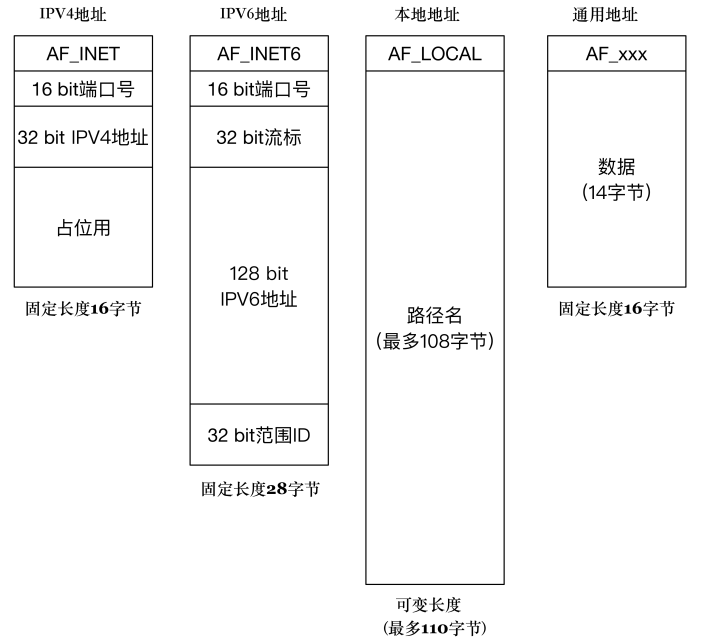 IPV4地址
AF_INET
16 bit端口号
32 bit IPV4地址
占位用
固定长度16字节
IPV6地址
AF_INET6
16 bit端口号
32 bit流标
128 bit
IPV6地址
32 bit范围ID
固定长度28字节
本地地址
AF_LOCAL
路径名
(最多108字节)
可变长度
(最多110字节)
通用地址
AF_xxx
数据
(14字节)
固定长度16字节